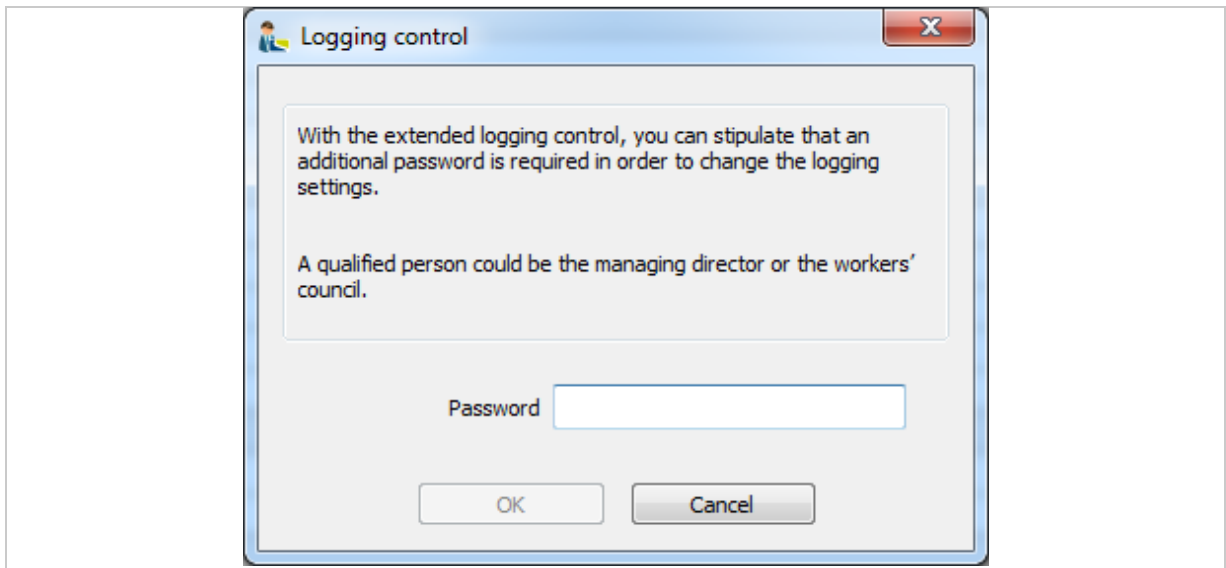 Logging control
With the extended logging control, you can stipulate that an
additional password is required in order to change the logging
settings.
A qualified person could be the managing director or the workers’
council.
Password
OK
Cancel